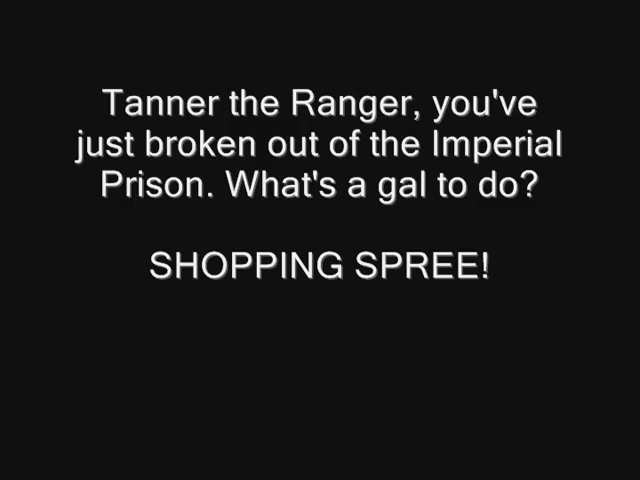 Tanner the Ranger, you've
just broken out of the Imperial
Prison. What's a gal to do?
SHOPPING SPREE!